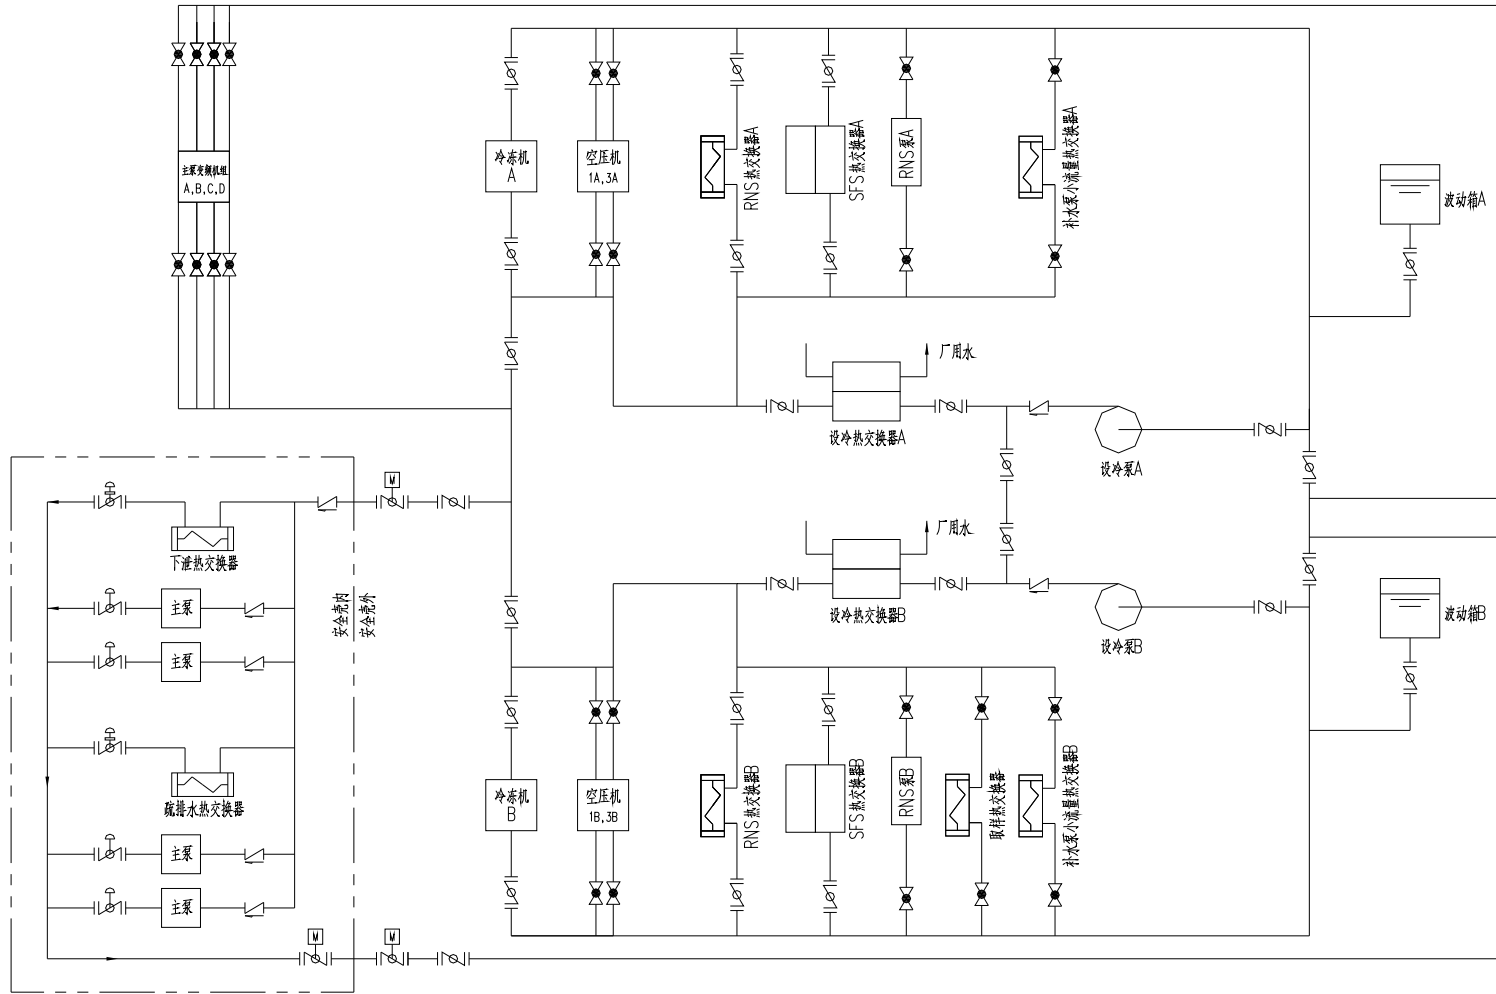 主泵变频机组
A,B,C,D
冷冻机
A
空压机
1A,3A
RNS热交换器A
SFS热交换器A
RNS泵A
补水泵小流量热交换器A
波动箱A
厂用水
设冷热交换器A
设冷泵A
M
下泄热交换器
厂用水
设冷热交换器B
设冷泵B
波动箱B
主泵
主泵
安全壳内
安全壳外
疏排水热交换器
主泵
主泵
冷冻机
B
空压机
1B,3B
RNS热交换器B
SFS热交换器B
RNS泵B
取样热交换器
补水泵小流量热交换器B
M
M